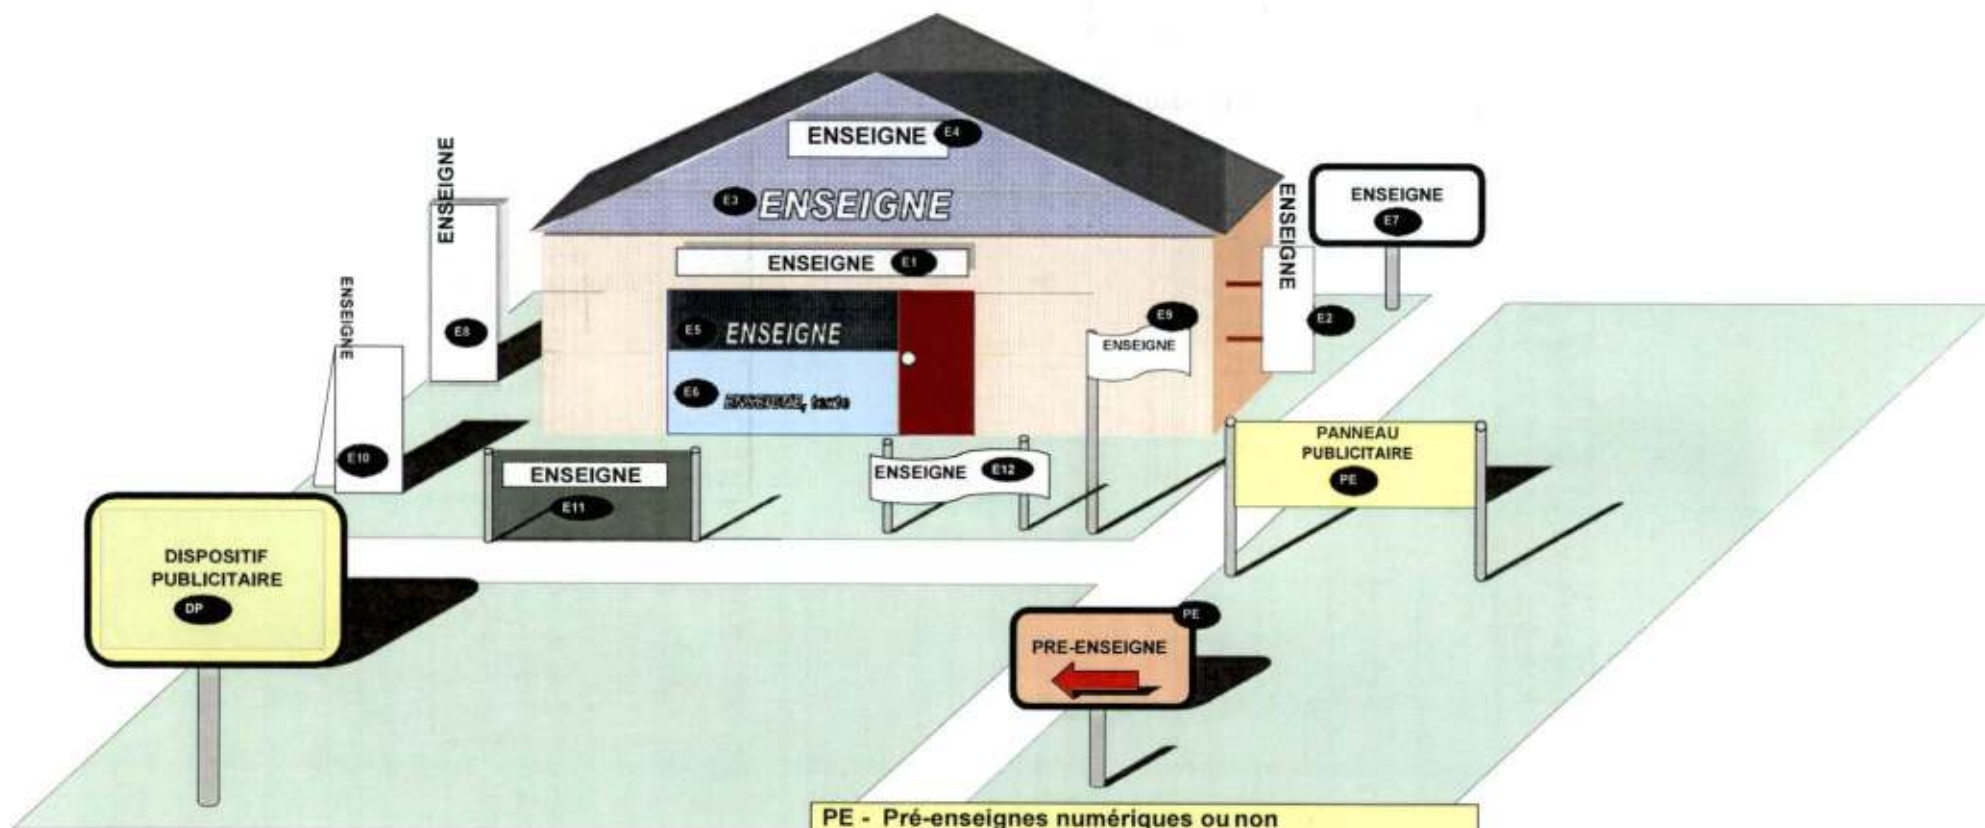 ENSEIGNE E4
E3 ENSEIGNE
ENSEIGNE E1
E5 ENSEIGNE
E6 ENSEIGNE, texte
ENSEIGNE
E8
ENSEIGNE
E10
ENSEIGNE
E2
ENSEIGNE
E7
E9
ENSEIGNE
ENSEIGNE
E11
ENSEIGNE E12
PANNEAU
PUBLICITAIRE
PE
DISPOSITIF
PUBLICITAIRE
DP
PE
PRE-ENSEIGNE
PE - Pré-enseignes numériques ou non